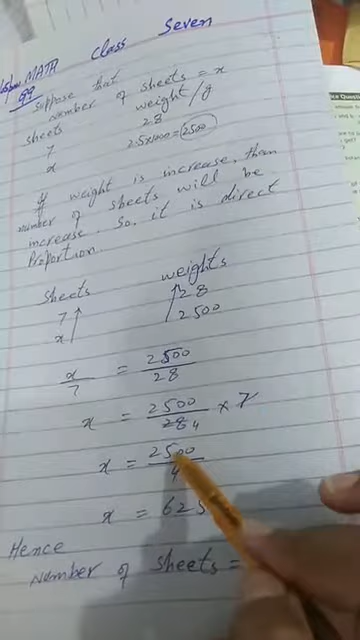 MATH class Seven
Q9
Suppose that
number of sheets = x
sheets weight/g
7 28
x 2.5x1000=2500
If weight is increase, then
number of sheets will be
increase. So, it is direct
Proportion.
sheets weights
7 28
x 2500
x/7 = 2500/28
x = 2500/28 4 x 7
x = 2500/4
x = 625
Hence
Number of sheets =